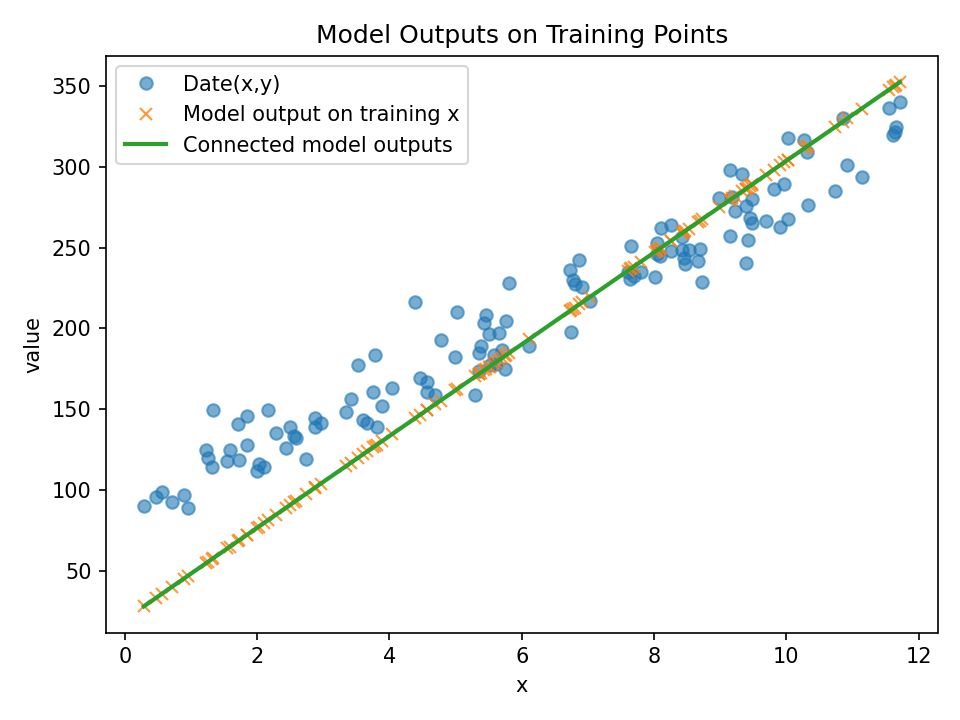 Model Outputs on Training Points
Date(x,y)
Model output on training x
Connected model outputs
350
300
250
200
150
100
50
value
0 2 4 6 8 10 12
x